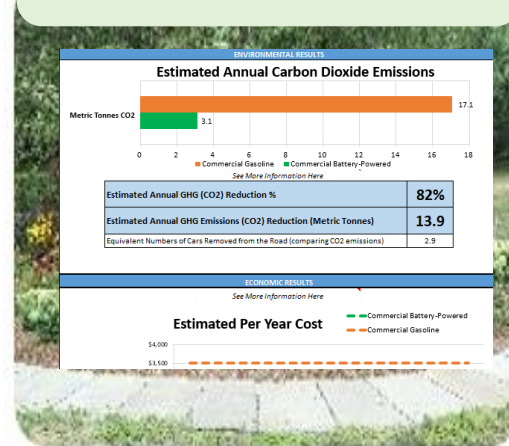 ENVIRONMENTAL RESULTS
Estimated Annual Carbon Dioxide Emissions
17.1
Metric Tonnes CO2
3.1
0 2 4 6 8 10 12 14 16 18
Commercial Gasoline Commercial Battery-Powered
See More Information Here
Estimated Annual GHG (CO2) Reduction % 82%
Estimated Annual GHG Emissions (CO2) Reduction (Metric Tonnes) 13.9
Equivalent Numbers of Cars Removed from the Road (comparing CO2 emissions) 2.9
ECONOMIC RESULTS
See More Information Here
Estimated Per Year Cost
Commercial Battery-Powered
Commercial Gasoline
$4,000
$3,500